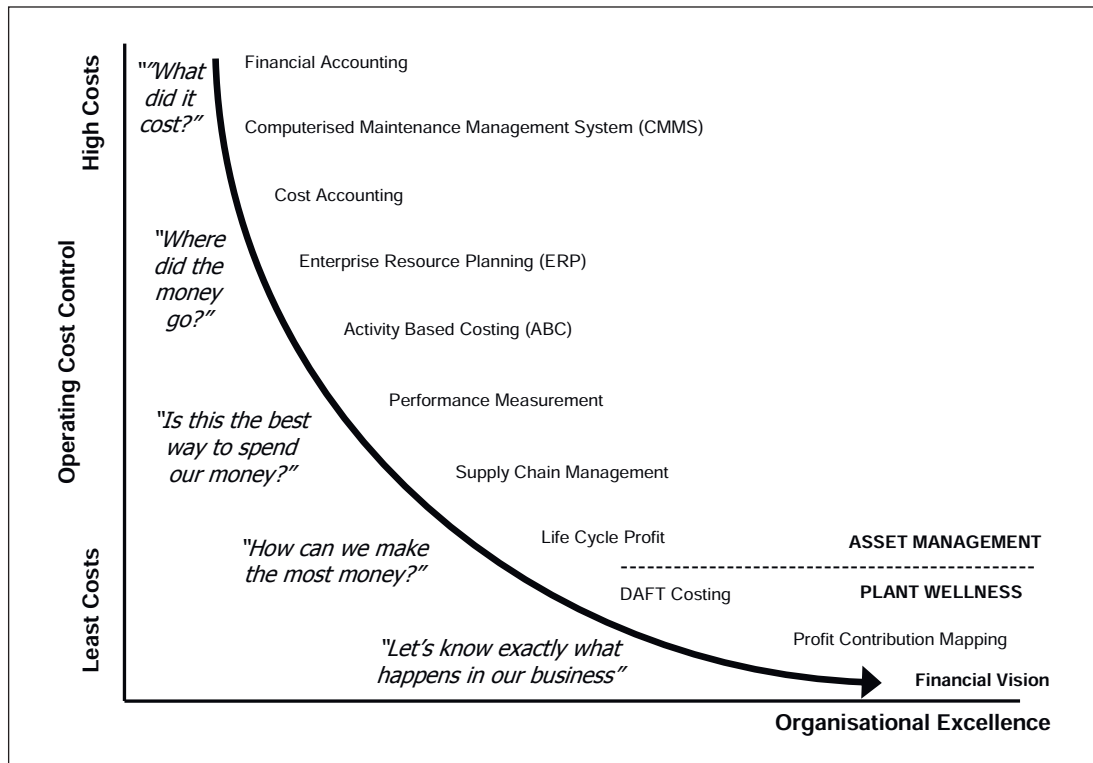 High Costs
Operating Cost Control
Least Costs
“”What
did it
cost?”
Financial Accounting
Computerised Maintenance Management System (CMMS)
Cost Accounting
“Where
did the
money
go?”
Enterprise Resource Planning (ERP)
Activity Based Costing (ABC)
Performance Measurement
“Is this the best
way to spend
our money?”
Supply Chain Management
Life Cycle Profit
ASSET MANAGEMENT
“How can we make
the most money?”
DAFT Costing
PLANT WELLNESS
“Let’s know exactly what
happens in our business”
Profit Contribution Mapping
Financial Vision
Organisational Excellence